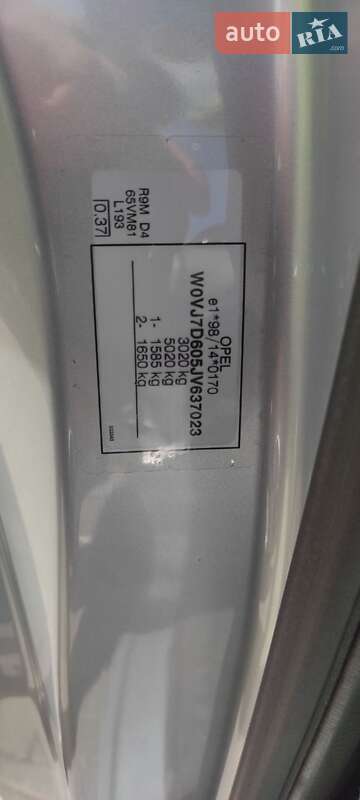 auto RIA.com
OPEL
e1*98/14*0170
W0VJ7D605JV637023
3020 kg
5020 kg
1- 1585 kg
2- 1650 kg
R9M D4
65VM81
L193
0.37